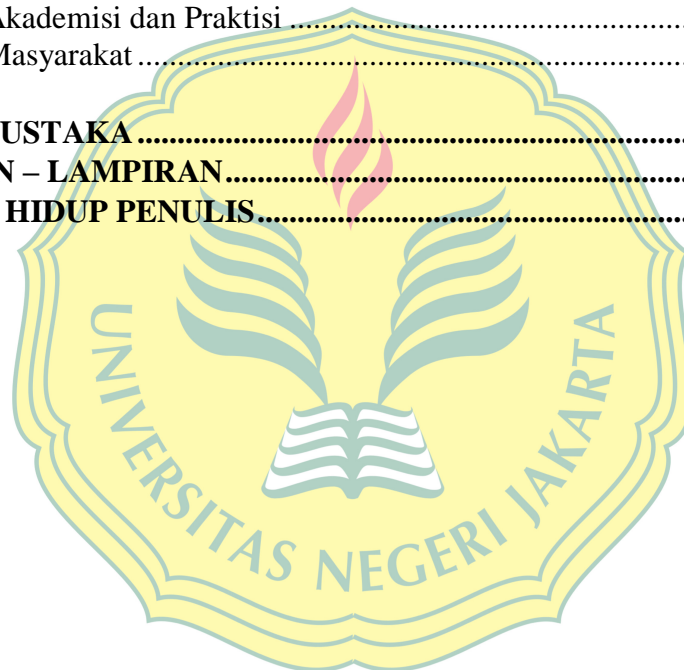 Akademisi dan Praktisi ........................................................................
Masyarakat ........................................................................................
USTAKA ........................................................................................
N – LAMPIRAN ........................................................................
HIDUP PENULIS ........................................................................
UNIVERSITAS NEGERI JAKARTA